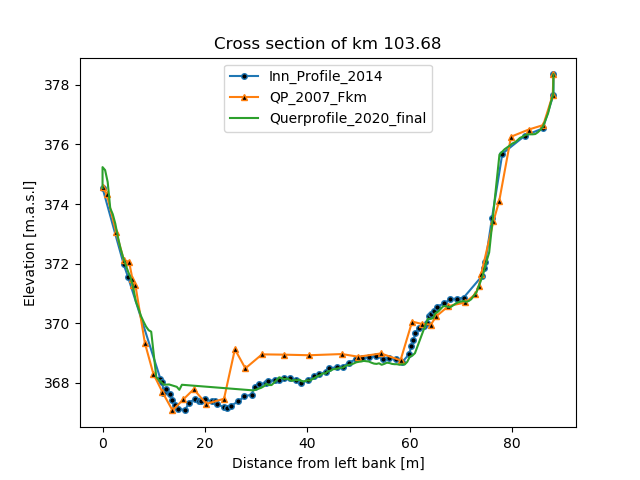 Cross section of km 103.68
Inn_Profile_2014
QP_2007_Fkm
Querprofile_2020_final
Elevation [m.a.s.l]
378
376
374
372
370
368
0 20 40 60 80
Distance from left bank [m]